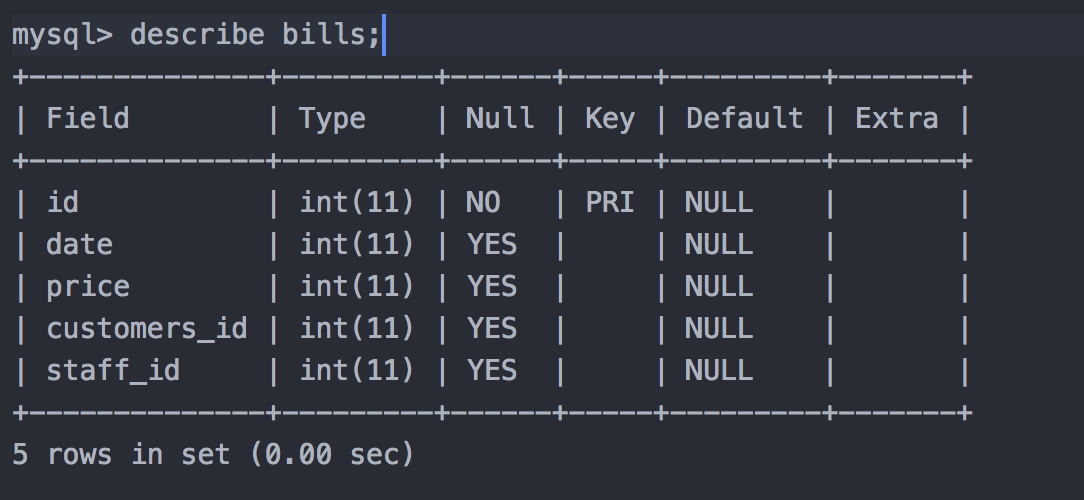 mysql> describe bills;
+--------------+---------+------+-----+---------+-------+
| Field        | Type    | Null | Key | Default | Extra |
+--------------+---------+------+-----+---------+-------+
| id           | int(11) | NO   | PRI | NULL    |       |
| date         | int(11) | YES  |     | NULL    |       |
| price        | int(11) | YES  |     | NULL    |       |
| customers_id | int(11) | YES  |     | NULL    |       |
| staff_id     | int(11) | YES  |     | NULL    |       |
+--------------+---------+------+-----+---------+-------+
5 rows in set (0.00 sec)